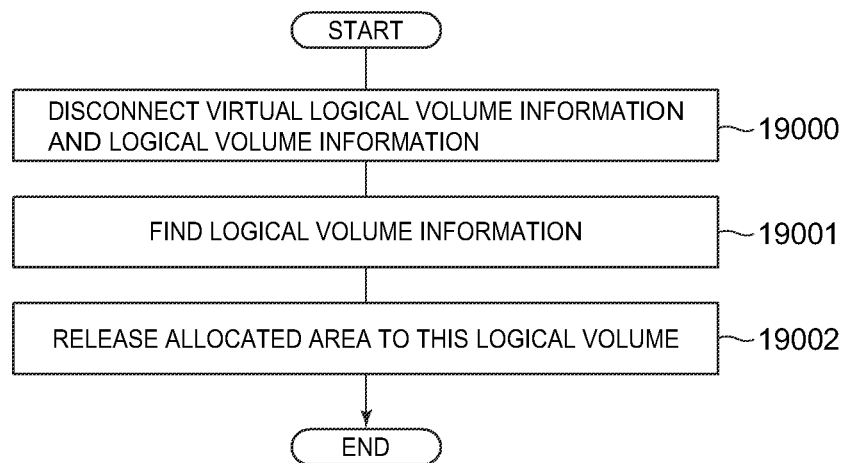 START
DISCONNECT VIRTUAL LOGICAL VOLUME INFORMATION
AND LOGICAL VOLUME INFORMATION
19000
FIND LOGICAL VOLUME INFORMATION
19001
RELEASE ALLOCATED AREA TO THIS LOGICAL VOLUME
19002
END